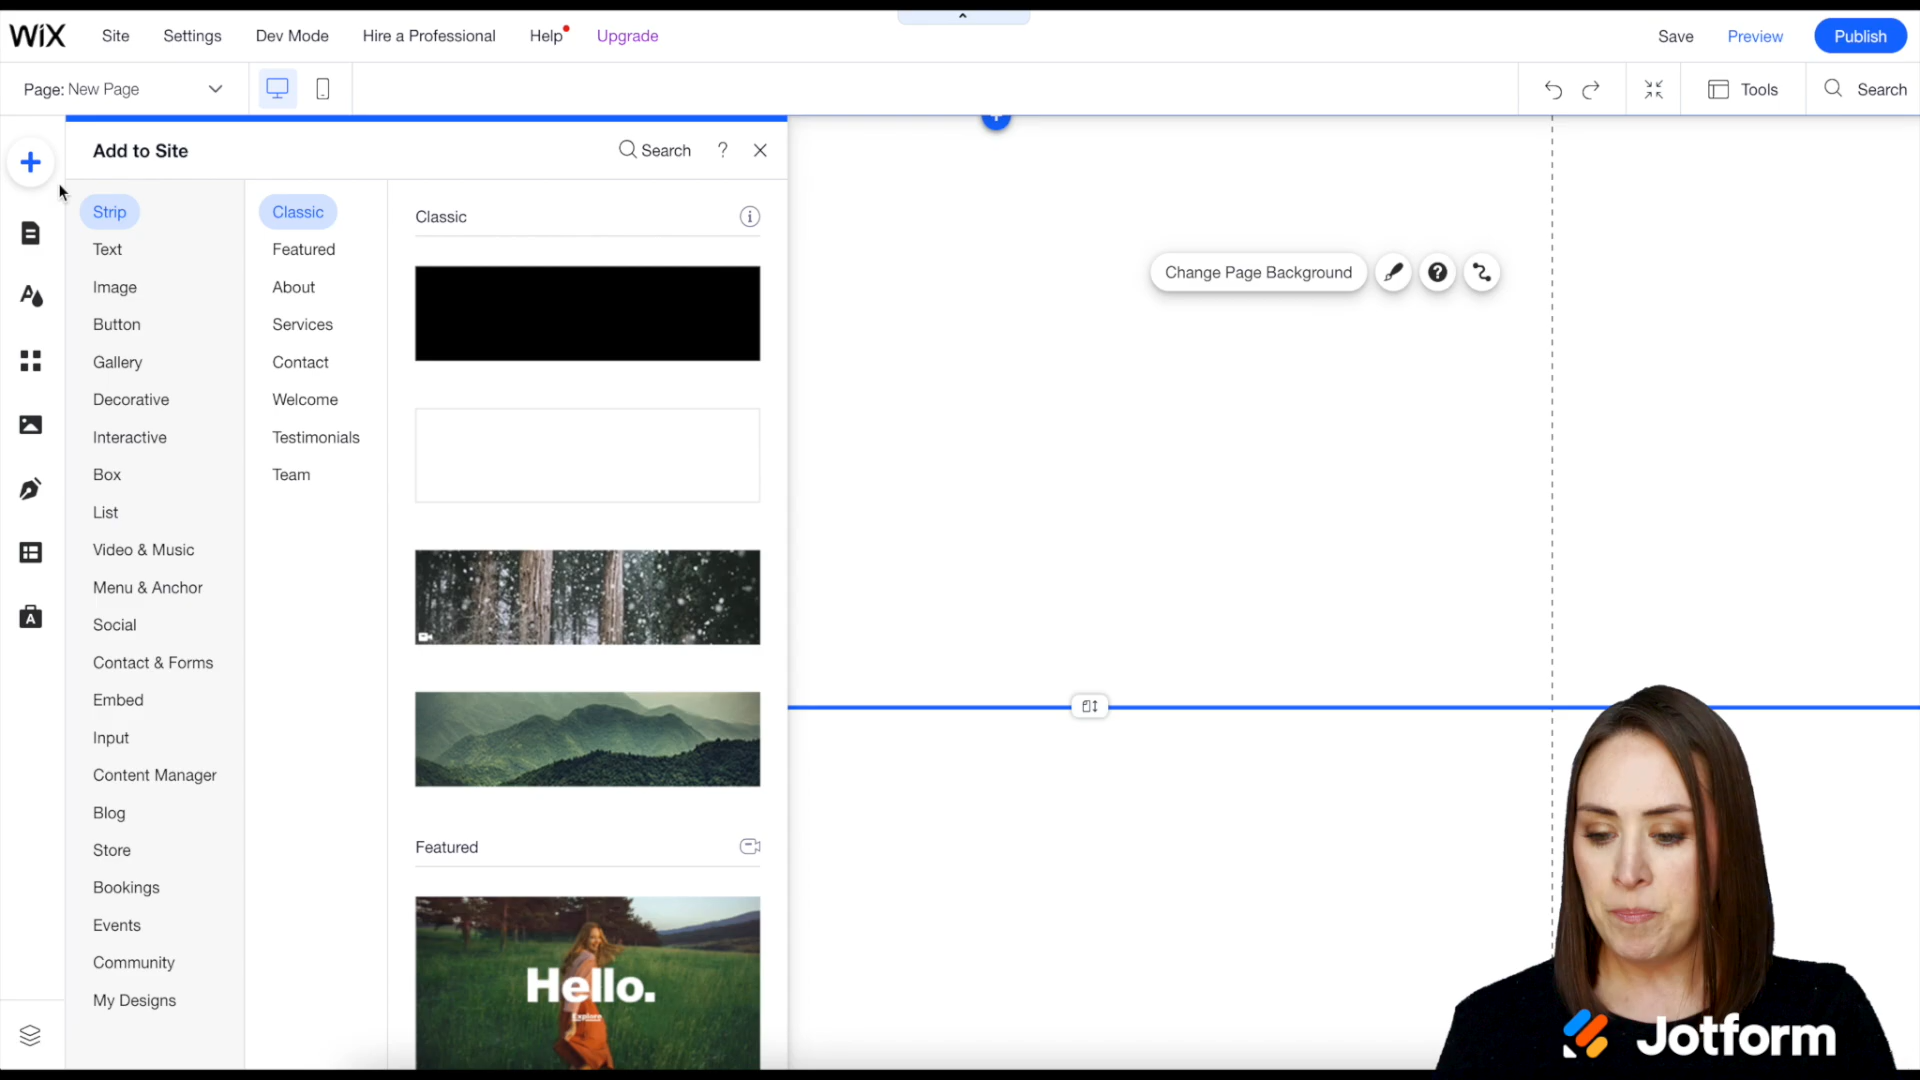 WiX Site Settings Dev Mode Hire a Professional Help Upgrade Save Preview Publish
Page: New Page Tools Search
Add to Site Search ?
Strip
Text
Image
Button
Gallery
Decorative
Interactive
Box
List
Video & Music
Menu & Anchor
Social
Contact & Forms
Embed
Input
Content Manager
Blog
Store
Bookings
Events
Community
My Designs
Classic
Featured
About
Services
Contact
Welcome
Testimonials
Team
Classic
Featured
Hello.
Explore
Change Page Background
Jotform